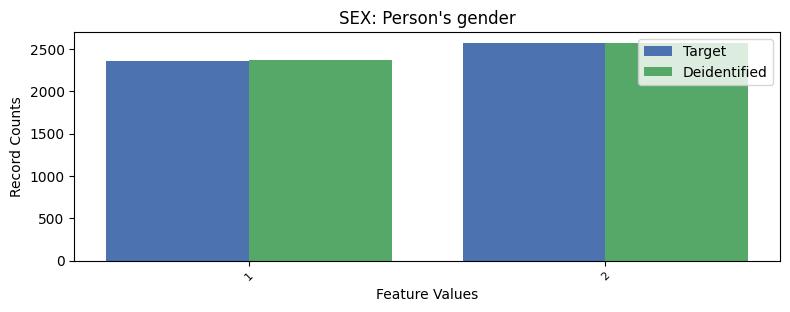 SEX: Person's gender
Target
Deidentified
Record Counts
2500
2000
1500
1000
500
0
1
2
Feature Values